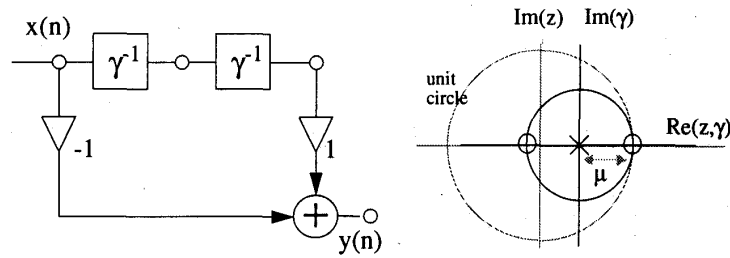 x(n)
γ⁻¹
γ⁻¹
-1
1
+
y(n)
Im(z)
Im(γ)
unit
circle
Re(z,γ)
μ